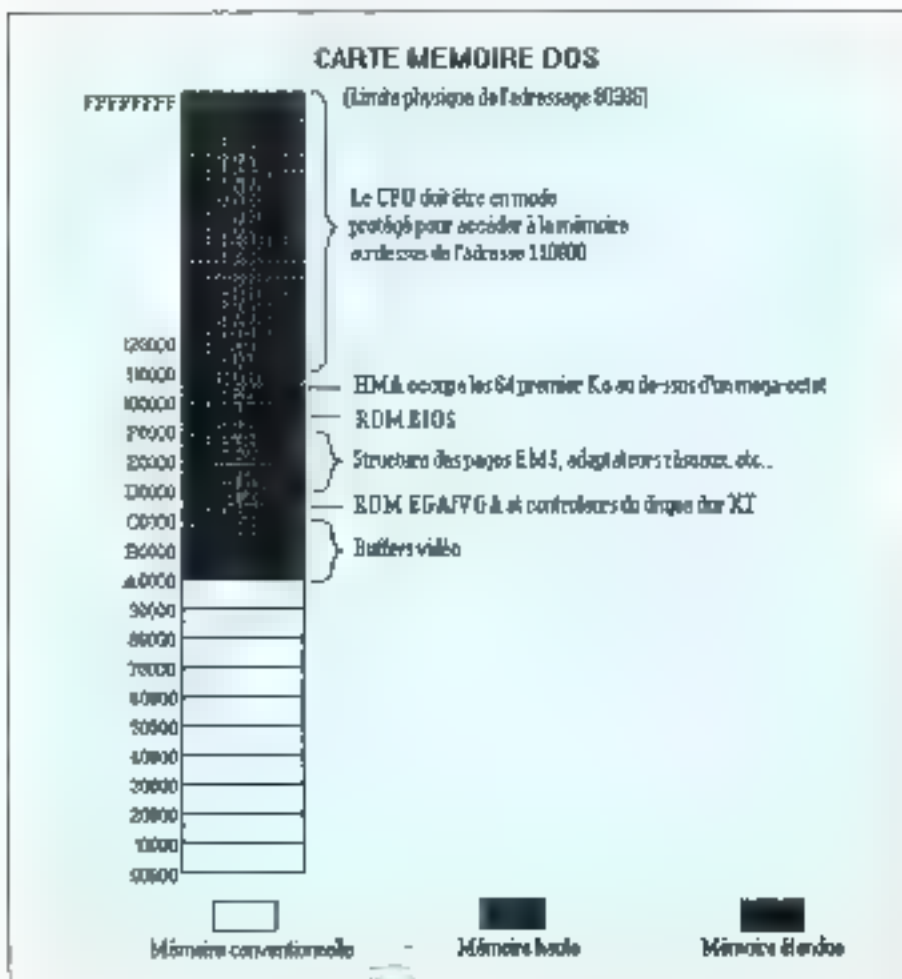 CARTE MEMOIRE DOS
FFFFFFFF
(Limite physique de l'adressage 80386)
Le CPU doit être en mode
protégé pour accéder à la mémoire
au dessus de l'adresse 110000
120000
110000
100000
HMA occupe les 64 premier Ko au dessus d'un mega-octet
ROM BIOS
F0000
E0000
Structure des pages EMS, adaptateurs réseaux, etc...
D0000
ROM EGA/VGA et controleurs du disque dur XT
C0000
B0000
Buffers vidéo
A0000
90000
80000
70000
60000
50000
40000
30000
20000
10000
00000
Mémoire conventionnelle
Mémoire haute
Mémoire étendue